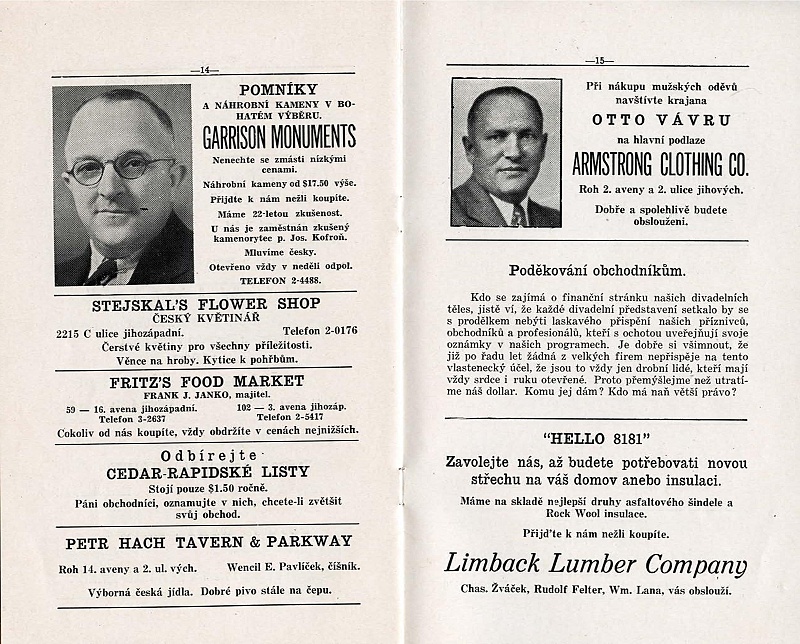 —14—
POMNÍKY
A NÁHROBNÍ KAMENY V BO-
HATÉM VÝBĚRU.
GARRISON MONUMENTS
Nenechte se zmásti nízkými
cenami.
Náhrobní kameny od $17.50 výše.
Přijdte k nám nežli koupíte.
Máme 22-letou zkušenost.
U nás je zaměstnán zkušený
kamenorytec p. Jos. Kofroň.
Mluvíme česky.
Otevřeno vždy v neděli odpol.
TELEFON 2-4488.
STEJSKAL'S FLOWER SHOP
ČESKÝ KVĚTINÁŘ
2215 C ulice jihozápadní. Telefon 2-0176
Čerstvé květiny pro všechny příležitosti.
Věnce na hroby. Kytice k pohřbům.
FRITZ'S FOOD MARKET
FRANK J. JANKO, majitel.
59 — 16. avena jihozápadní. 102 — 3. avena jihozáp.
Telefon 3-2637 Telefon 2-5417
Cokoliv od nás koupíte, vždy obdržíte v cenách nejnižších.
Odbírejte
CEDAR-RAPIDSKÉ LISTY
Stojí pouze $1.50 ročně.
Páni obchodníci, oznamujte v nich, chcete-li zvětšit
svůj obchod.
PETR HACH TAVERN & PARKWAY
Roh 14. aveny a 2. ul. vých. Wencil E. Pavlíček, číšník.
Výborná česká jídla. Dobré pivo stále na čepu.
—15—
Při nákupu mužských oděvů
navštivte krajana
OTTO VÁVRU
na hlavní podlaze
ARMSTRONG CLOTHING CO.
Roh 2. aveny a 2. ulice jihových.
Dobře a spolehlivě budete
obslouženi.
Poděkování obchodníkům.
Kdo se zajímá o finanční stránku našich divadelních
těles, jistě ví, že každé divadelní představení setkalo by se
s prodělkem nebýti laskavého přispění našich příznivců,
obchodníků a profesionálů, kteří s ochotou uveřejňují svoje
oznámky v našich programech. Je dobře si všimnout, že
již po řadu let žádná z velkých firem nepřispěje na tento
vlastenecký účel, že jsou to vždy jen drobní lidé, kteří mají
vždy srdce i ruku otevřené. Proto přemýšlejme než utratí-
me náš dollar. Komu jej dám? Kdo má naň větší právo?
"HELLO 8181"
Zavolejte nás, až budete potřebovati novou
střechu na váš domov anebo insulaci.
Máme na skladě nejlepší druhy asfaltového šindele a
Rock Wool insulace.
Přijď'te k nám nežli koupíte.
Limback Lumber Company
Chas. Žváček, Rudolf Felter, Wm. Lana, vás obslouží.